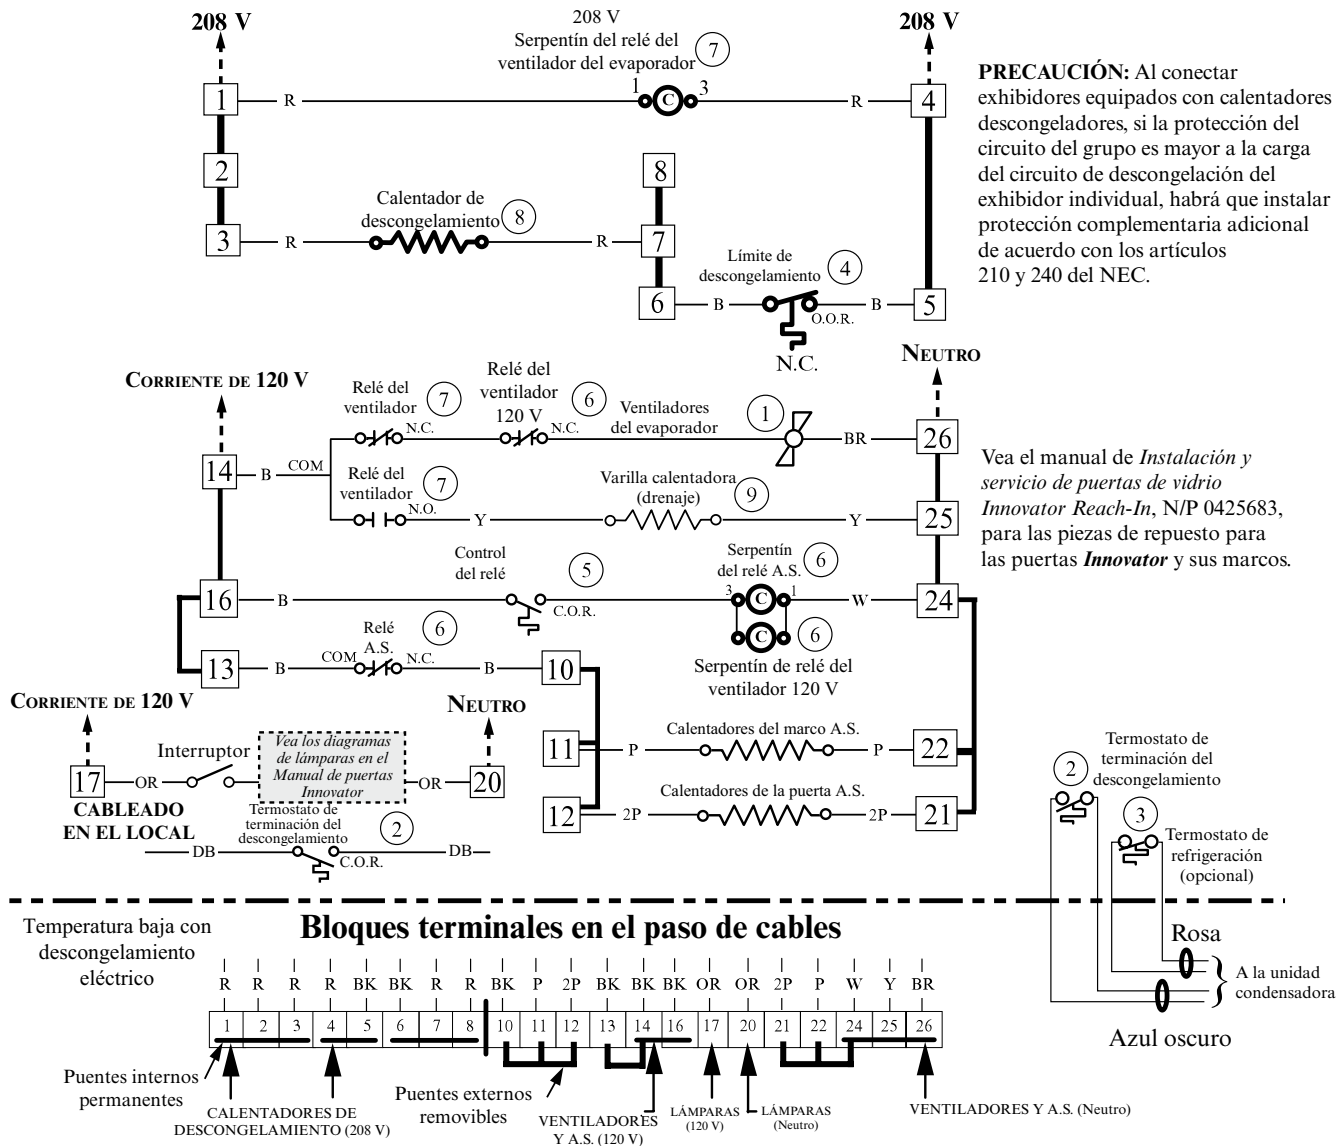 208 V
208 V
Serpentín del relé del
ventilador del evaporador
7
208 V
1
R
1
C
3
R
4
PRECAUCIÓN: Al conectar
exhibidores equipados con calentadores
descongeladores, si la protección del
circuito del grupo es mayor a la carga
del circuito de descongelación del
exhibidor individual, habrá que instalar
protección complementaria adicional
de acuerdo con los artículos
210 y 240 del NEC.
2
8
Calentador de
descongelamiento
8
3
R
R
7
Límite de
descongelamiento
4
6
B
O.O.R.
B
5
N.C.
CORRIENTE DE 120 V
NEUTRO
Relé del
ventilador
7
N.C.
Relé del
ventilador
120 V
6
N.C.
Ventiladores
del evaporador
1
BR
26
14
B
COM
Relé del
ventilador
7
N.O.
Y
Varilla calentadora
(drenaje)
9
Y
25
Vea el manual de Instalación y
servicio de puertas de vidrio
Innovator Reach-In, N/P 0425683,
para las piezas de repuesto para
las puertas Innovator y sus marcos.
Control
del relé
5
Serpentín
del relé A.S.
6
16
B
C.O.R.
3
C
1
W
24
C
6
Serpentín de relé del
ventilador 120 V
Relé
A.S.
6
13
B
COM
N.C.
B
10
CORRIENTE DE 120 V
NEUTRO
Interruptor
Vea los diagramas
de lámparas en el
Manual de puertas
Innovator
17
OR
OR
20
CABLEADO
EN EL LOCAL
11
P
Calentadores del marco A.S.
P
22
12
2P
Calentadores de la puerta A.S.
2P
21
Termostato de
terminación del
descongelamiento
2
DB
C.O.R.
DB
Termostato de
terminación del
descongelamiento
2
3
Termostato de
refrigeración
(opcional)
Rosa
A la unidad
condensadora
Azul oscuro
Temperatura baja con
descongelamiento
eléctrico
Bloques terminales en el paso de cables
R R R R BK BK R R BK P 2P BK BK BK OR OR 2P P W Y BR
1 2 3 4 5 6 7 8 10 11 12 13 14 16 17 20 21 22 24 25 26
Puentes internos
permanentes
CALENTADORES DE
DESCONGELAMIENTO (208 V)
Puentes externos
removibles
VENTILADORES
Y A.S. (120 V)
LÁMPARAS
(120 V)
LÁMPARAS
(Neutro)
VENTILADORES Y A.S. (Neutro)